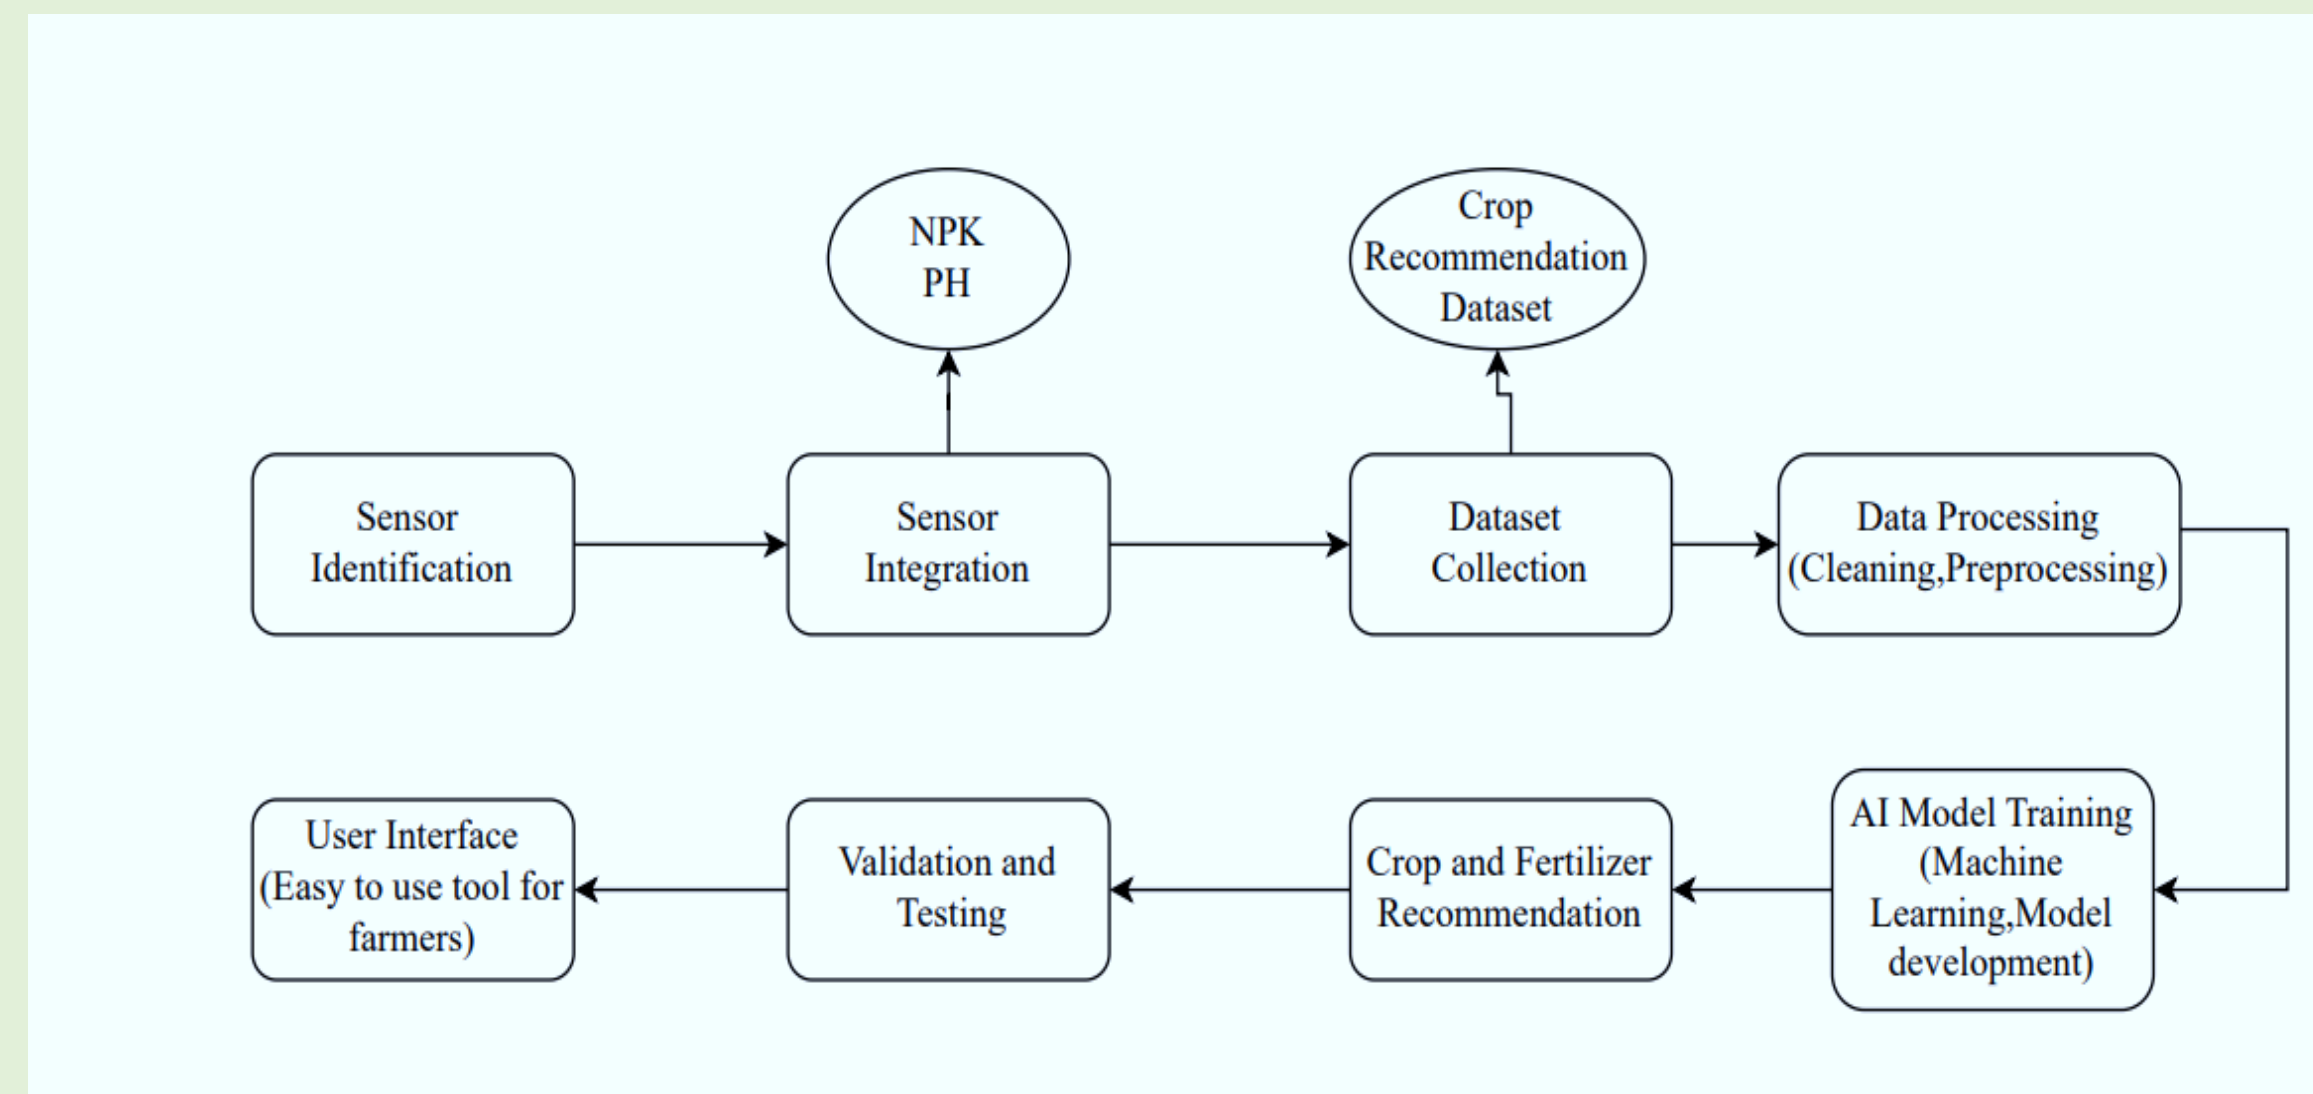 NPK
PH
Crop
Recommendation
Dataset
Sensor
Identification
Sensor
Integration
Dataset
Collection
Data Processing
(Cleaning,Preprocessing)
AI Model Training
(Machine
Learning,Model
development)
Crop and Fertilizer
Recommendation
Validation and
Testing
User Interface
(Easy to use tool for
farmers)